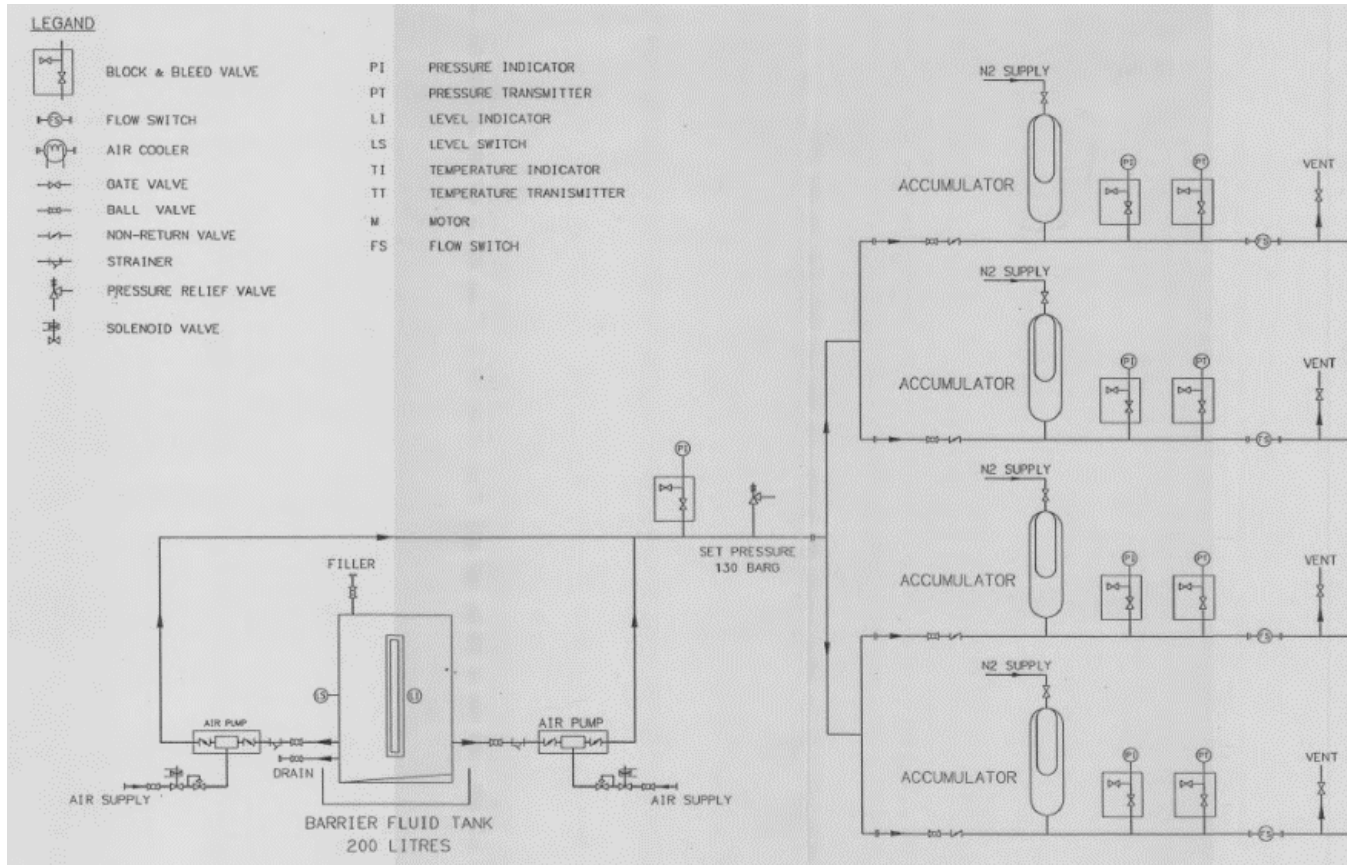 LEGAND
BLOCK & BLEED VALVE
FS
FLOW SWITCH
AIR COOLER
GATE VALVE
BALL VALVE
NON-RETURN VALVE
STRAINER
PRESSURE RELIEF VALVE
SOLENOID VALVE
PI PRESSURE INDICATOR
PT PRESSURE TRANSMITTER
LI LEVEL INDICATOR
LS LEVEL SWITCH
TI TEMPERATURE INDICATOR
TT TEMPERATURE TRANISMITTER
M MOTOR
FS FLOW SWITCH
N2 SUPPLY
ACCUMULATOR
PI
PT
VENT
FS
N2 SUPPLY
ACCUMULATOR
PI
PT
VENT
FS
PI
SET PRESSURE
130 BARG
N2 SUPPLY
ACCUMULATOR
PI
PT
VENT
FS
FILLER
LS
LI
AIR PUMP
AIR PUMP
DRAIN
AIR SUPPLY
AIR SUPPLY
BARRIER FLUID TANK
200 LITRES
N2 SUPPLY
ACCUMULATOR
PI
PT
VENT
FS